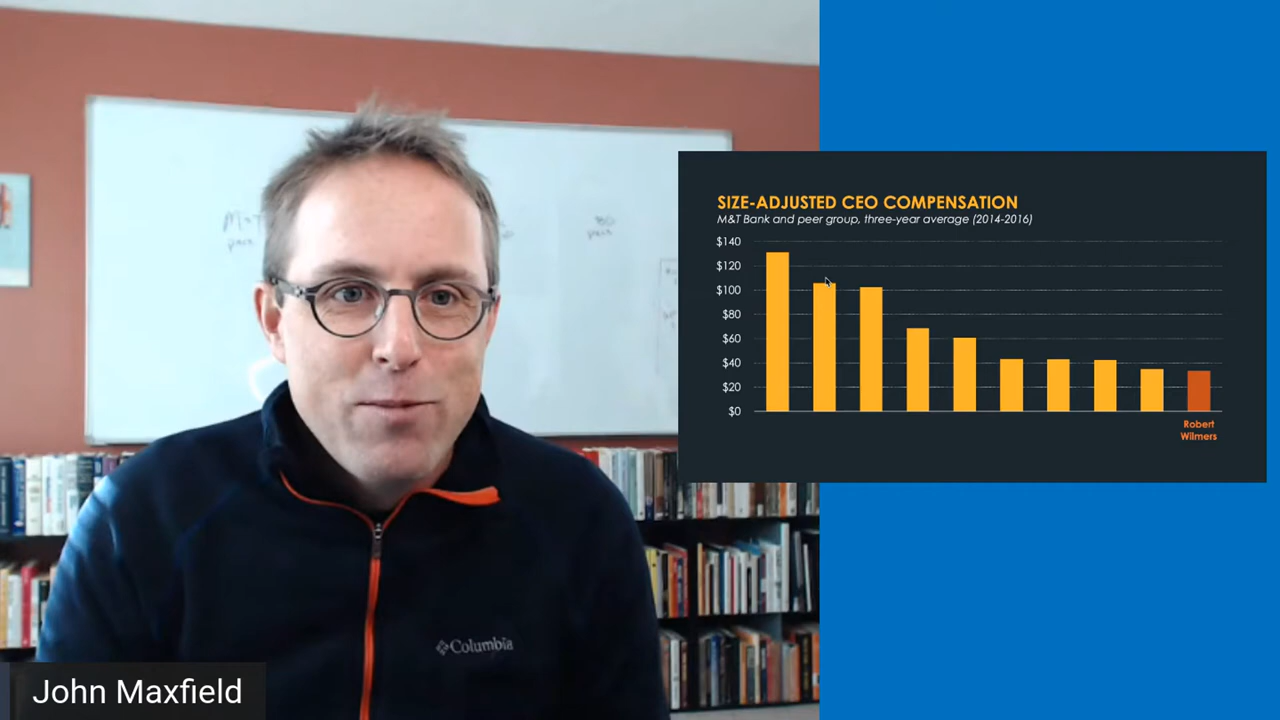 SIZE-ADJUSTED CEO COMPENSATION
M&T Bank and peer group, three-year average (2014-2016)
$140
$120
$100
$80
$60
$40
$20
$0
Robert
Wilmers
Columbia
John Maxfield